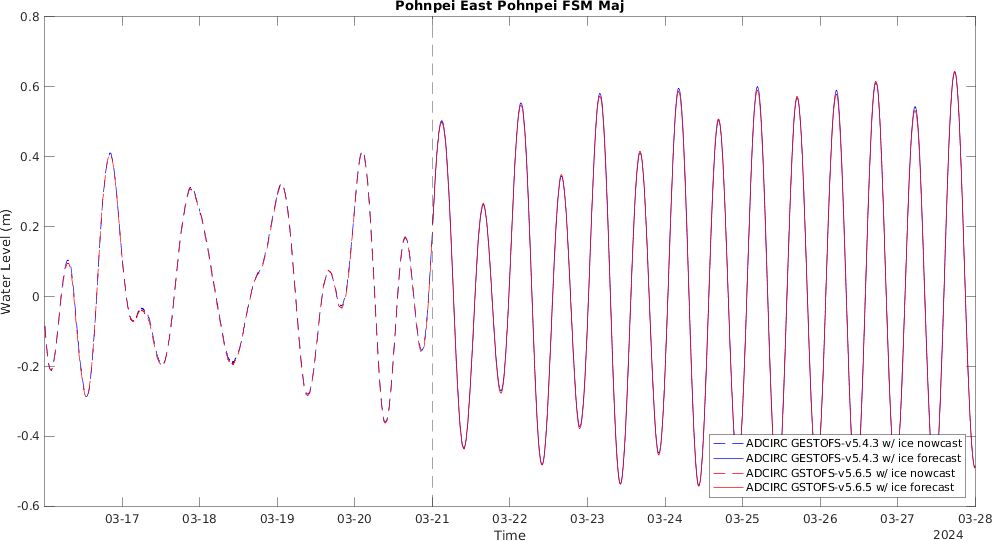 Pohnpei East Pohnpei FSM Maj
Water Level (m)
0.8
0.6
0.4
0.2
0
-0.2
-0.4
-0.6
ADCIRC GESTOFS-v5.4.3 w/ ice nowcast
ADCIRC GESTOFS-v5.4.3 w/ ice forecast
ADCIRC GSTOFS-v5.6.5 w/ ice nowcast
ADCIRC GSTOFS-v5.6.5 w/ ice forecast
03-17 03-18 03-19 03-20 03-21 03-22 03-23 03-24 03-25 03-26 03-27 03-28
Time
2024